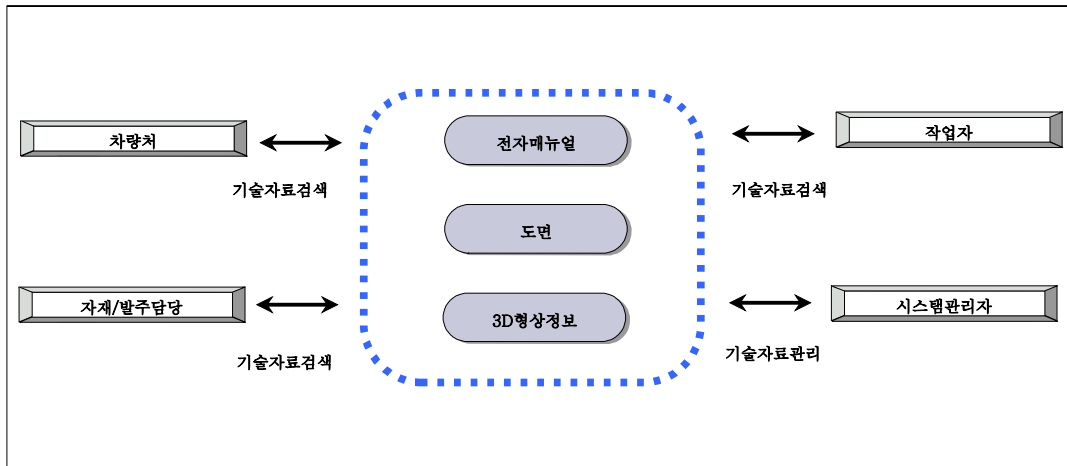 차량처
전자매뉴얼
작업자
기술자료검색
기술자료검색
도면
자재/발주담당
3D형상정보
시스템관리자
기술자료검색
기술자료관리